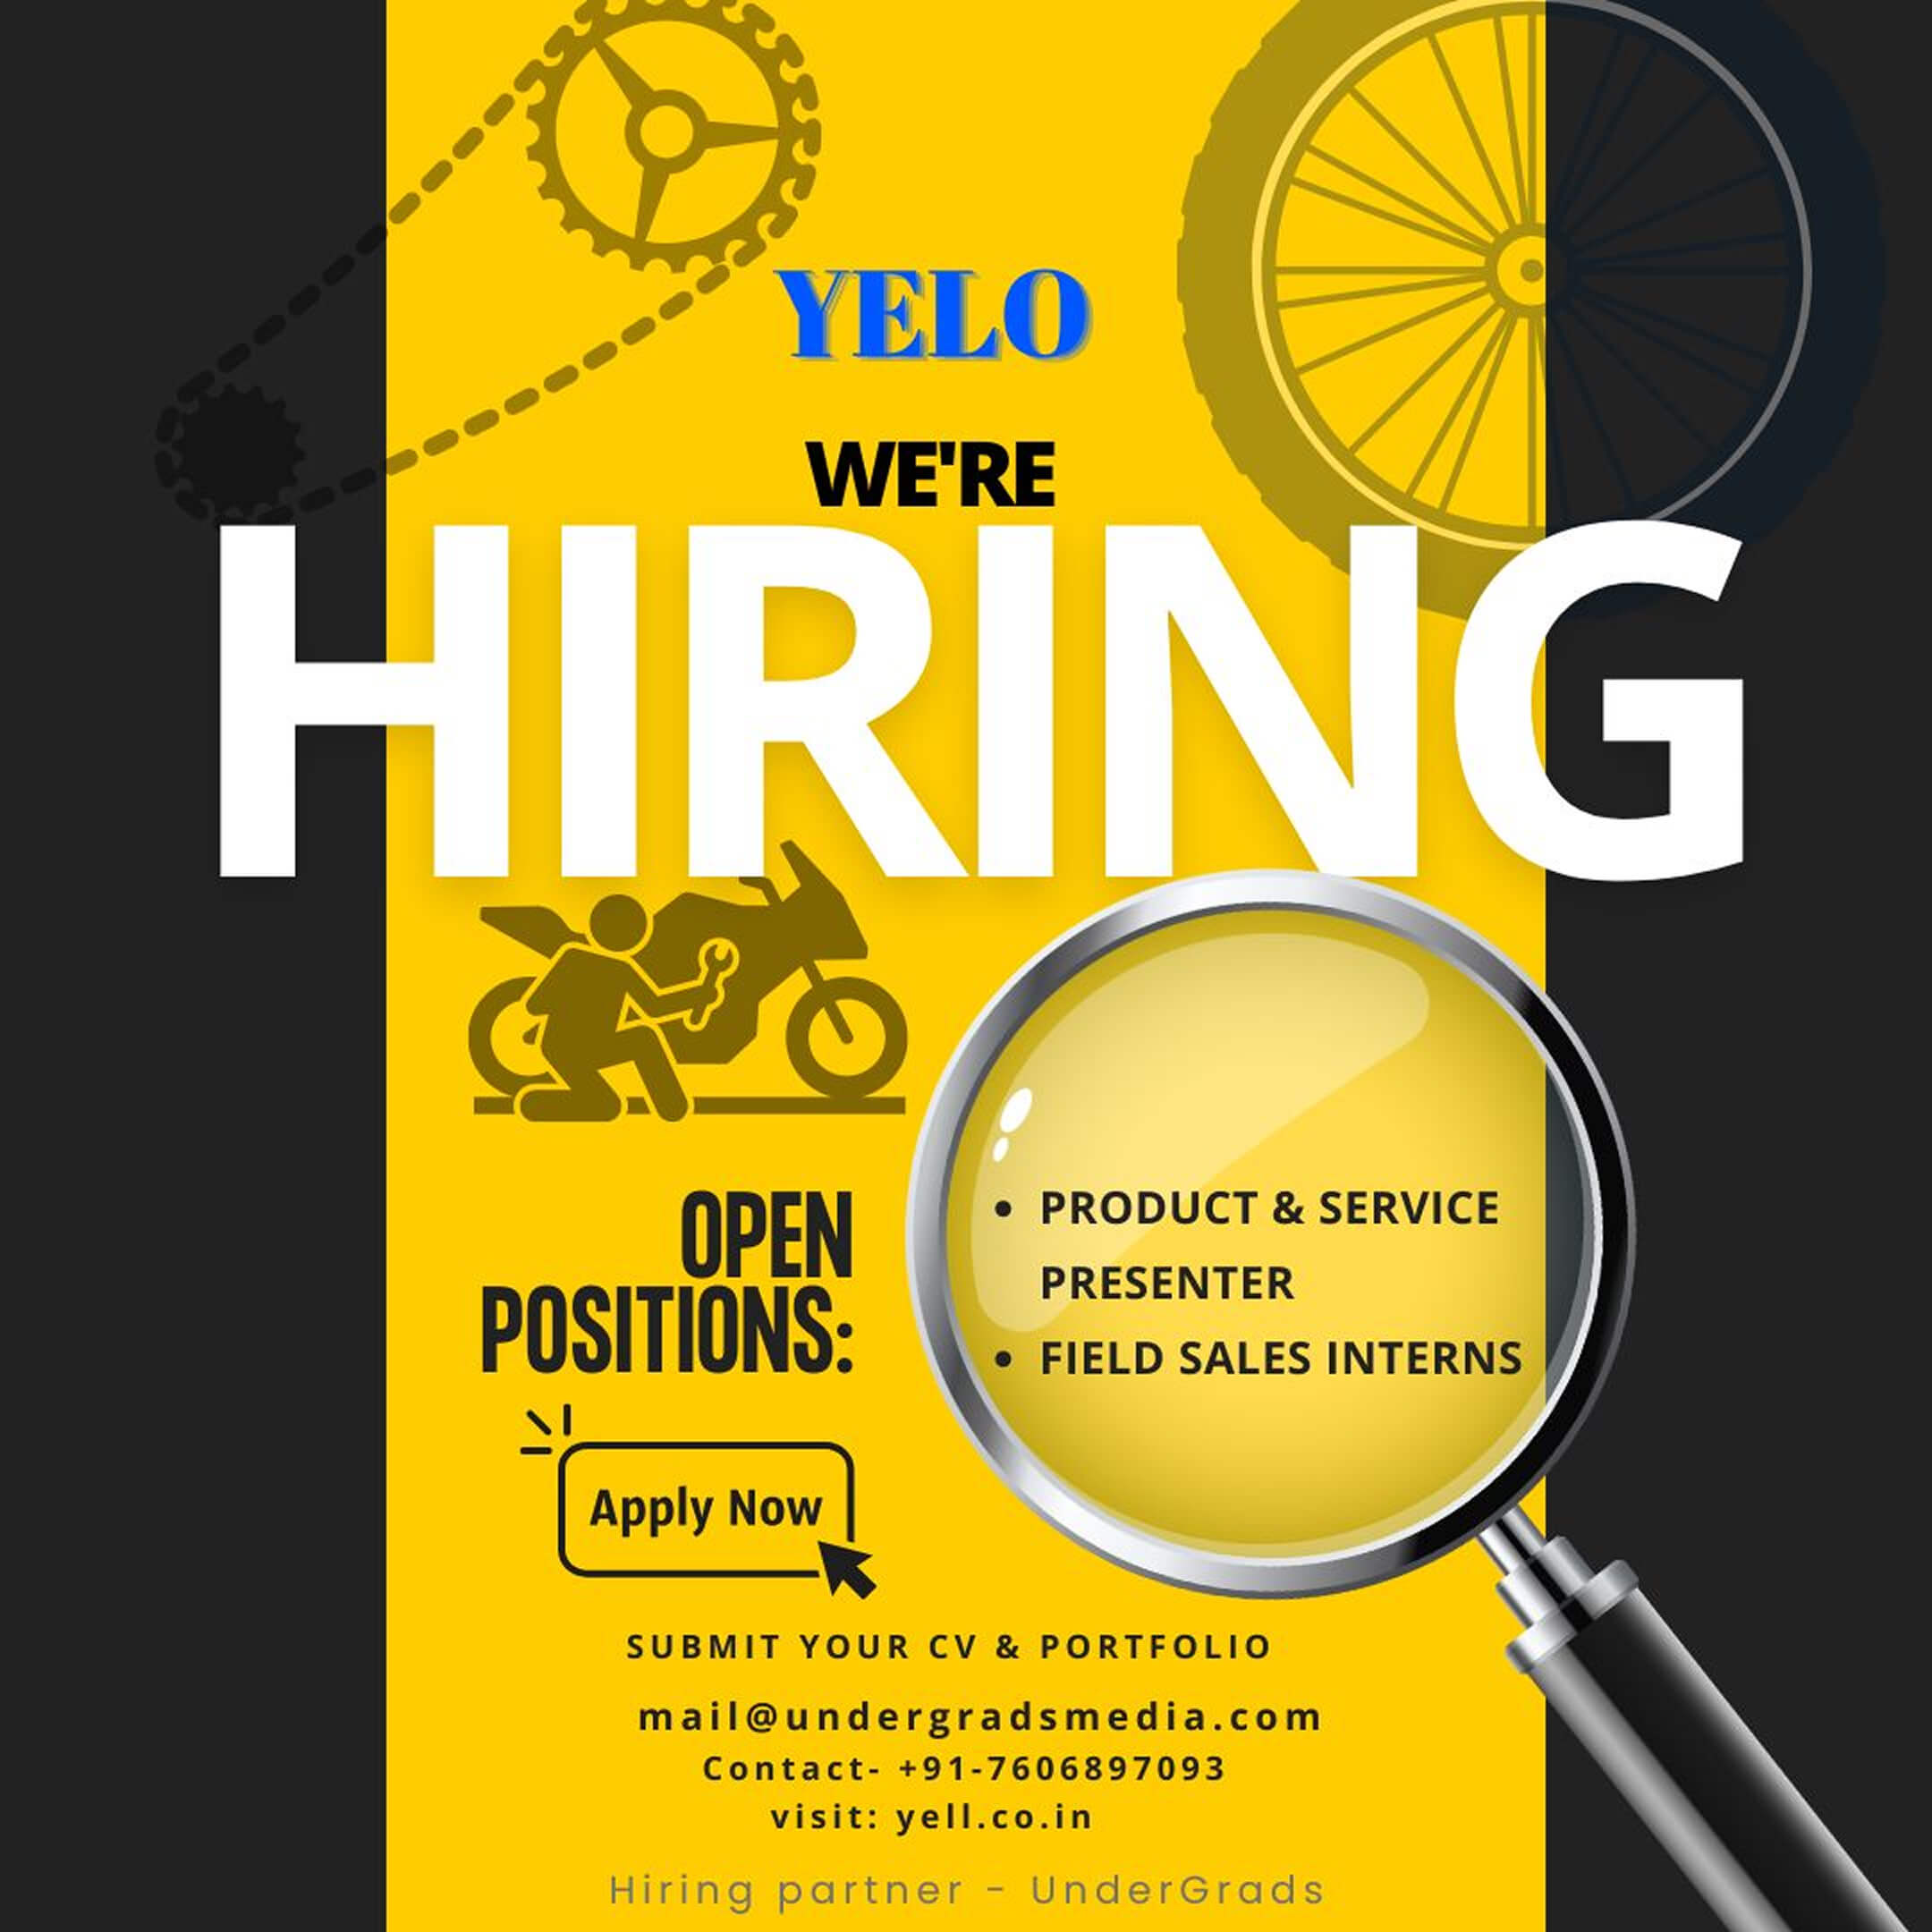 YELO
WE'RE
HIRING
OPEN
POSITIONS:
• PRODUCT & SERVICE
PRESENTER
• FIELD SALES INTERNS
Apply Now
SUBMIT YOUR CV & PORTFOLIO
mail@undergradsmedia.com
Contact- +91-7606897093
visit: yell.co.in
Hiring partner - UnderGrads